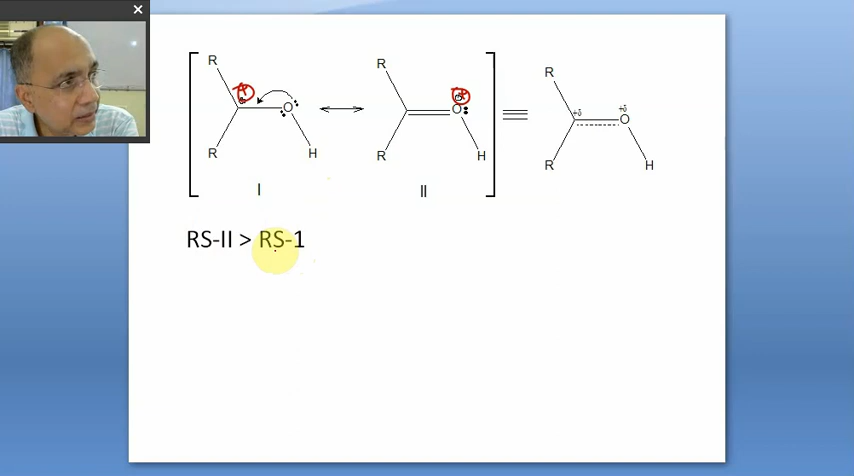 R R R
+ O + O +δ +δ O
R H R H R H
I II
RS-II > RS-1